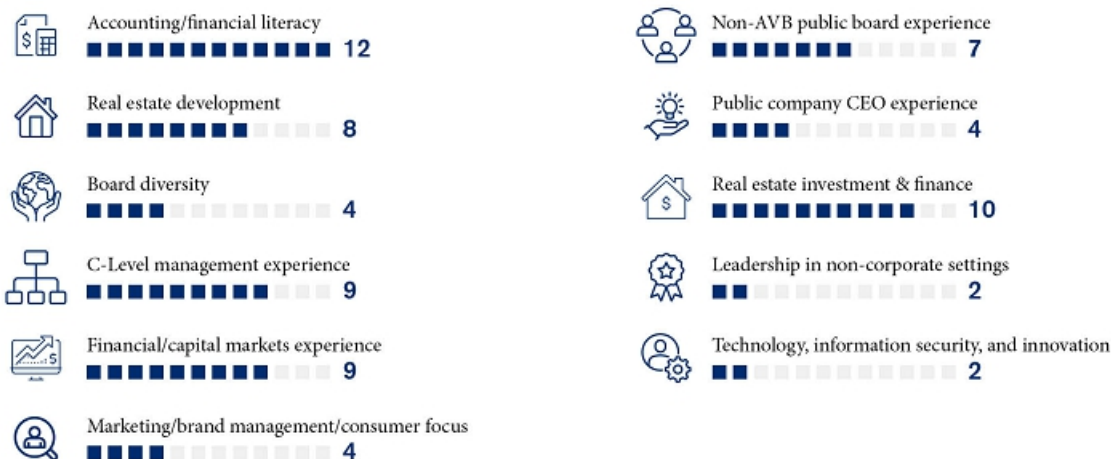 Accounting/financial literacy
12
Real estate development
8
Board diversity
4
C-Level management experience
9
Financial/capital markets experience
9
Marketing/brand management/consumer focus
4
Non-AVB public board experience
7
Public company CEO experience
4
Real estate investment & finance
10
Leadership in non-corporate settings
2
Technology, information security, and innovation
2